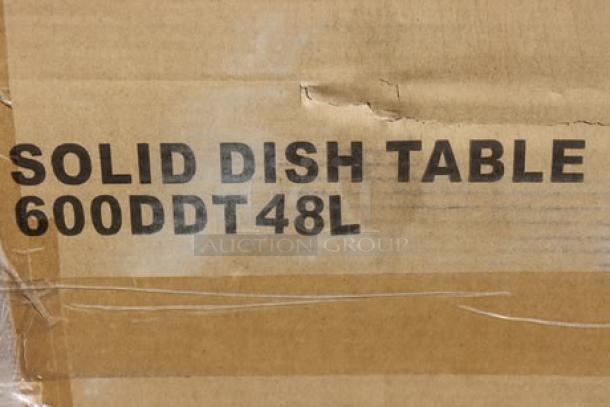 SOLID DISH TABLE
600DDT48L
AUCTION GROUP